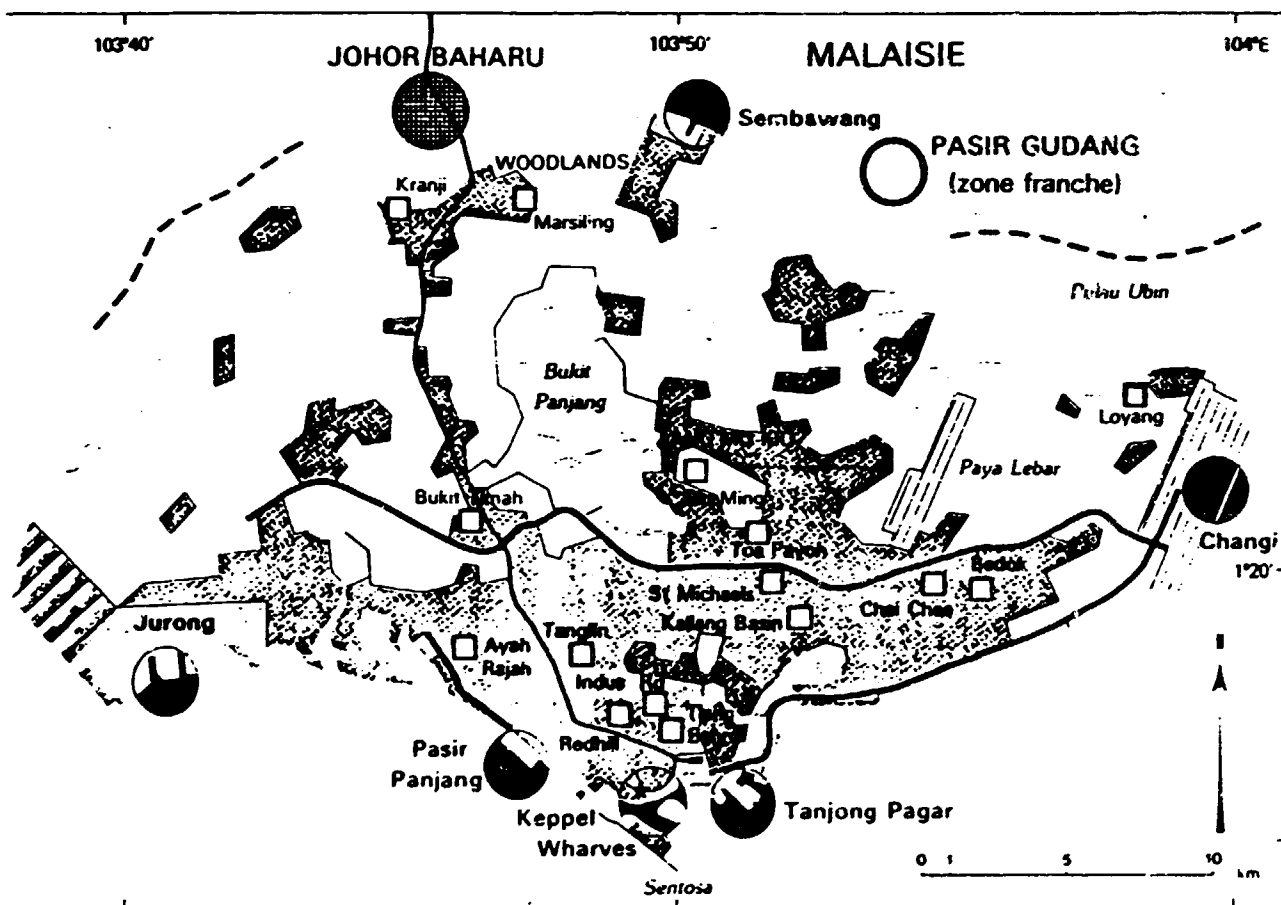 103°40'
103°50'
104°E
JOHOR BAHARU
MALAISIE
Sembawang
PASIR GUDANG
(zone franche)
WOODLANDS
Kranji
Marsiling
Pulau Ubin
Bukit
Panjang
Loyang
Paya Lebar
Ming
Bukit Timah
Toa Payoh
Changi
1°20'
Bedok
St Michaels
Chai Chee
Kallang Basin
Jurong
Ayah
Rajah
Tanglin
Indus Rd
Redhill
Pasir
Panjang
Keppel
Wharves
Tanjong Pagar
Sentosa
0 1 5 10
km